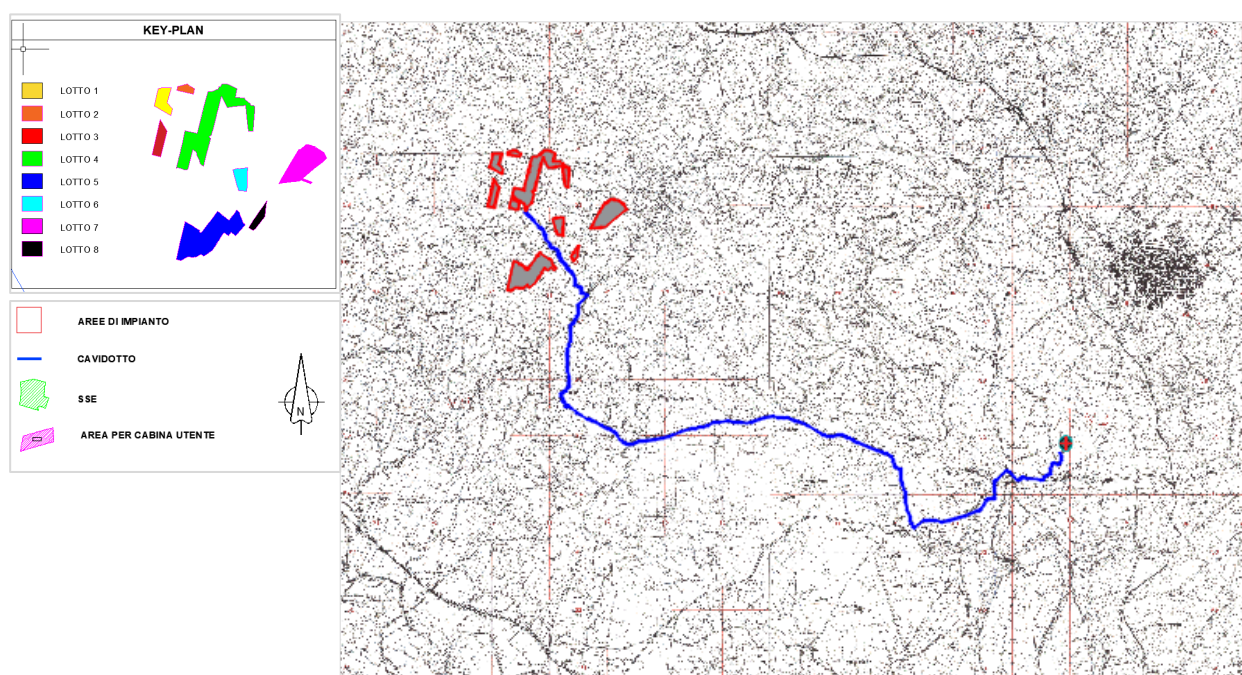 KEY-PLAN
LOTTO 1
LOTTO 2
LOTTO 3
LOTTO 4
LOTTO 5
LOTTO 6
LOTTO 7
LOTTO 8
AREE DI IMPIANTO
CAVIDOTTO
SSE
AREA PER CABINA UTENTE
N